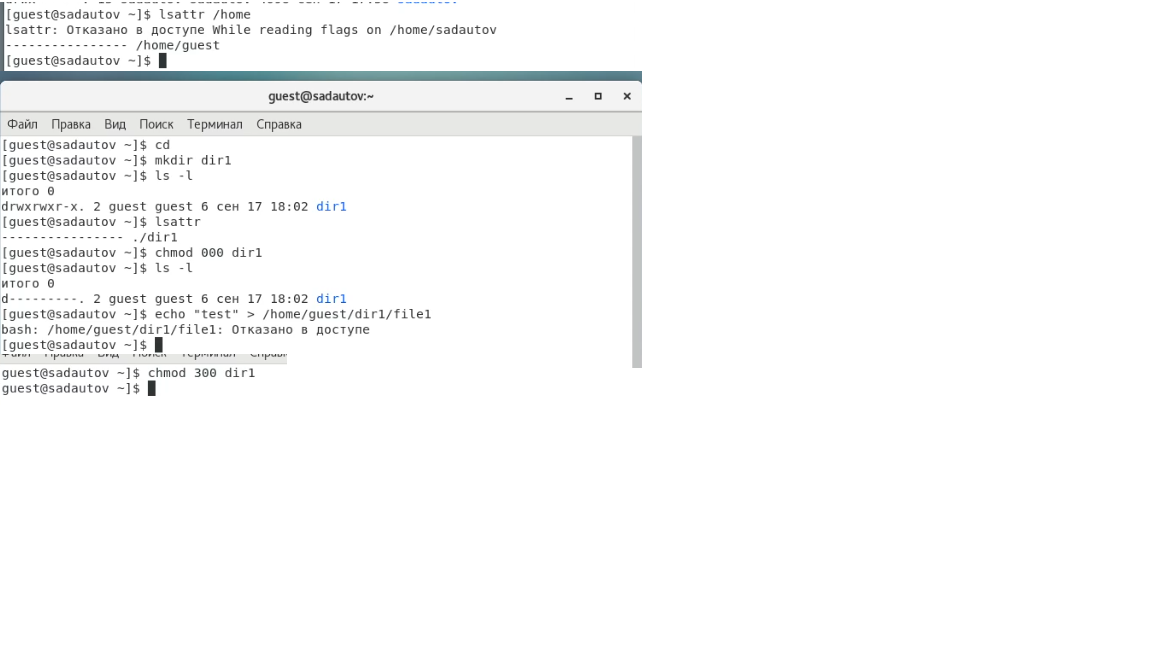 [guest@sadautov ~]$ lsattr /home
lsattr: Отказано в доступе While reading flags on /home/sadautov
---------------- /home/guest
[guest@sadautov ~]$
guest@sadautov:~
Файл Правка Вид Поиск Терминал Справка
[guest@sadautov ~]$ cd
[guest@sadautov ~]$ mkdir dir1
[guest@sadautov ~]$ ls -l
итого 0
drwxrwxr-x. 2 guest guest 6 сен 17 18:02 dir1
[guest@sadautov ~]$ lsattr
---------------- ./dir1
[guest@sadautov ~]$ chmod 000 dir1
[guest@sadautov ~]$ ls -l
итого 0
d---------. 2 guest guest 6 сен 17 18:02 dir1
[guest@sadautov ~]$ echo "test" > /home/guest/dir1/file1
bash: /home/guest/dir1/file1: Отказано в доступе
[guest@sadautov ~]$
guest@sadautov ~]$ chmod 300 dir1
guest@sadautov ~]$